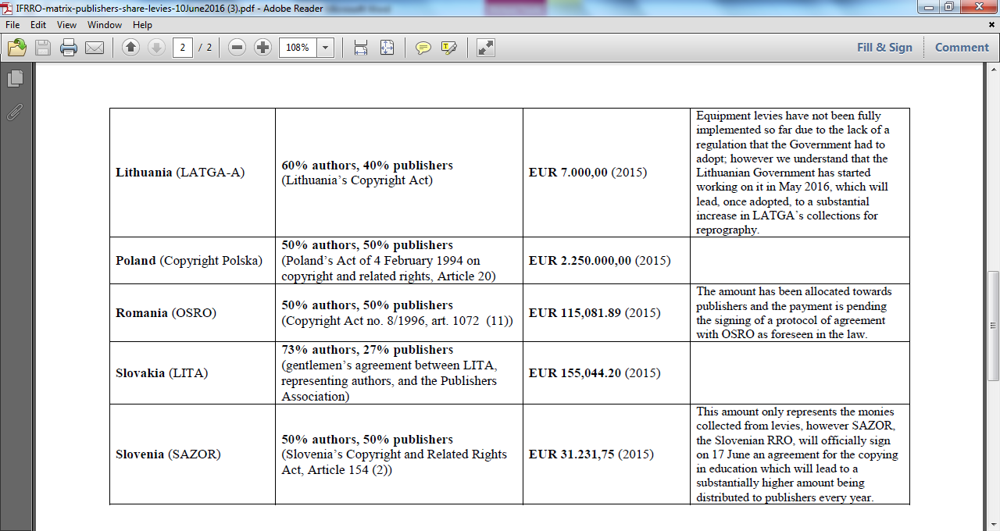 IFRRO-matrix-publishers-share-levies-10June2016 (3).pdf - Adobe Reader
File Edit View Window Help
2 / 2 108% Fill & Sign Comment
Lithuania (LATGA-A)
60% authors, 40% publishers
(Lithuania’s Copyright Act)
EUR 7.000,00 (2015)
Equipment levies have not been fully
implemented so far due to the lack of a
regulation that the Government had to
adopt; however we understand that the
Lithuanian Government has started
working on it in May 2016, which will
lead, once adopted, to a substantial
increase in LATGA’s collections for
reprography.
Poland (Copyright Polska)
50% authors, 50% publishers
(Poland’s Act of 4 February 1994 on
copyright and related rights, Article 20)
EUR 2.250.000,00 (2015)
Romania (OSRO)
50% authors, 50% publishers
(Copyright Act no. 8/1996, art. 1072 (11))
EUR 115,081.89 (2015)
The amount has been allocated towards
publishers and the payment is pending
the signing of a protocol of agreement
with OSRO as foreseen in the law.
Slovakia (LITA)
73% authors, 27% publishers
(gentlemen’s agreement between LITA,
representing authors, and the Publishers
Association)
EUR 155,044.20 (2015)
Slovenia (SAZOR)
50% authors, 50% publishers
(Slovenia’s Copyright and Related Rights
Act, Article 154 (2))
EUR 31.231,75 (2015)
This amount only represents the monies
collected from levies, however SAZOR,
the Slovenian RRO, will officially sign
on 17 June an agreement for the copying
in education which will lead to a
substantially higher amount being
distributed to publishers every year.